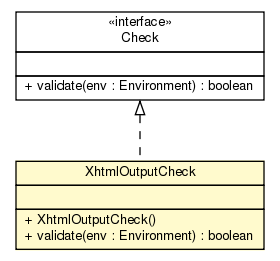 «interface»
Check
+ validate(env : Environment) : boolean
XhtmlOutputCheck
+ XhtmlOutputCheck()
+ validate(env : Environment) : boolean